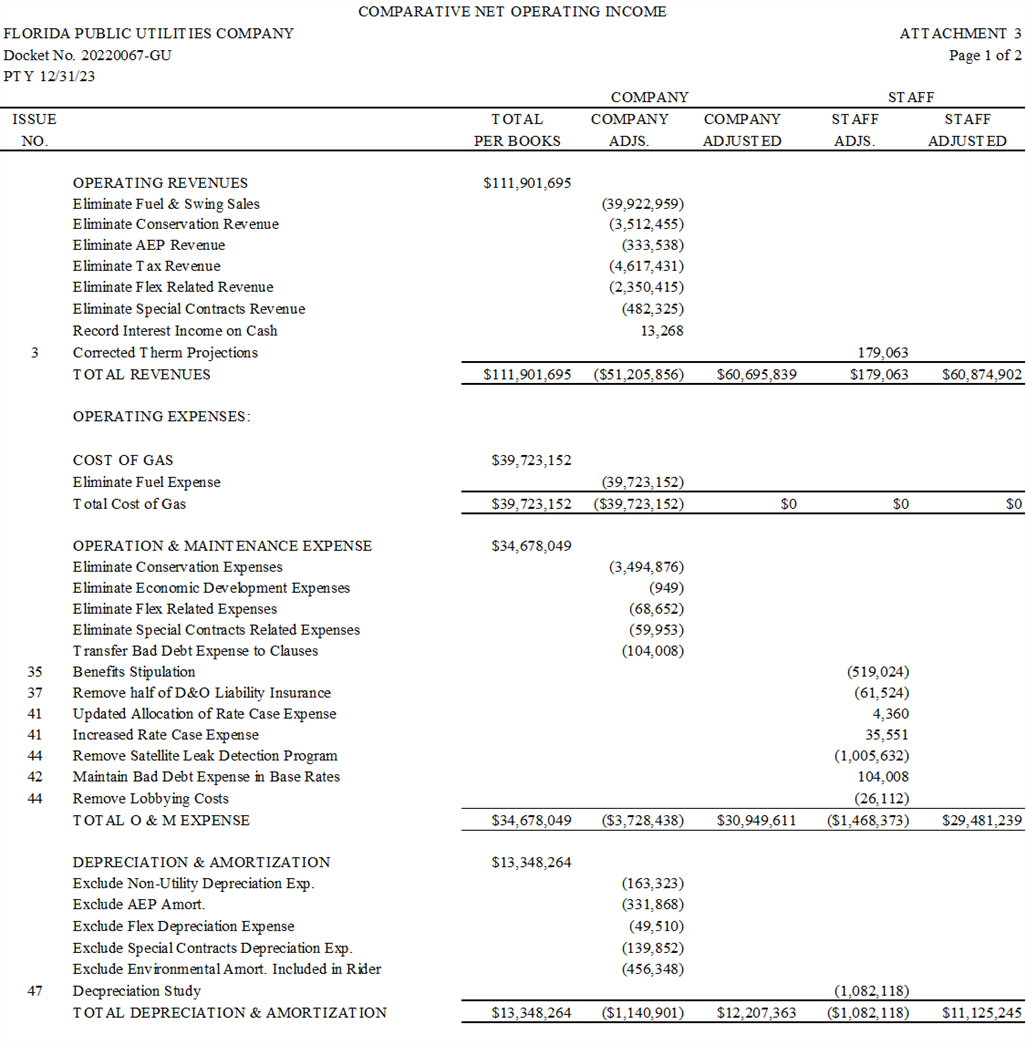 COMPARATIVE NET OPERATING INCOME
FLORIDA PUBLIC UTILITIES COMPANY ATTACHMENT 3
Docket No. 20220067-GU Page 1 of 2
PTY 12/31/23
COMPANY STAFF
ISSUE TOTAL COMPANY COMPANY STAFF STAFF
NO. PER BOOKS ADJS. ADJUSTED ADJS. ADJUSTED
OPERATING REVENUES $111,901,695
Eliminate Fuel & Swing Sales (39,922,959)
Eliminate Conservation Revenue (3,512,455)
Eliminate AEP Revenue (333,538)
Eliminate Tax Revenue (4,617,431)
Eliminate Flex Related Revenue (2,350,415)
Eliminate Special Contracts Revenue (482,325)
Record Interest Income on Cash 13,268
3 Corrected Therm Projections 179,063
TOTAL REVENUES $111,901,695 ($51,205,856) $60,695,839 $179,063 $60,874,902
OPERATING EXPENSES:
COST OF GAS $39,723,152
Eliminate Fuel Expense (39,723,152)
Total Cost of Gas $39,723,152 ($39,723,152) $0 $0 $0
OPERATION & MAINTENANCE EXPENSE $34,678,049
Eliminate Conservation Expenses (3,494,876)
Eliminate Economic Development Expenses (949)
Eliminate Flex Related Expenses (68,652)
Eliminate Special Contracts Related Expenses (59,953)
Transfer Bad Debt Expense to Clauses (104,008)
35 Benefits Stipulation (519,024)
37 Remove half of D&O Liability Insurance (61,524)
41 Updated Allocation of Rate Case Expense 4,360
41 Increased Rate Case Expense 35,551
44 Remove Satellite Leak Detection Program (1,005,632)
42 Maintain Bad Debt Expense in Base Rates 104,008
44 Remove Lobbying Costs (26,112)
TOTAL O & M EXPENSE $34,678,049 ($3,728,438) $30,949,611 ($1,468,373) $29,481,239
DEPRECIATION & AMORTIZATION $13,348,264
Exclude Non-Utility Depreciation Exp. (163,323)
Exclude AEP Amort. (331,868)
Exclude Flex Depreciation Expense (49,510)
Exclude Special Contracts Depreciation Exp. (139,852)
Exclude Environmental Amort. Included in Rider (456,348)
47 Decpreciation Study (1,082,118)
TOTAL DEPRECIATION & AMORTIZATION $13,348,264 ($1,140,901) $12,207,363 ($1,082,118) $11,125,245